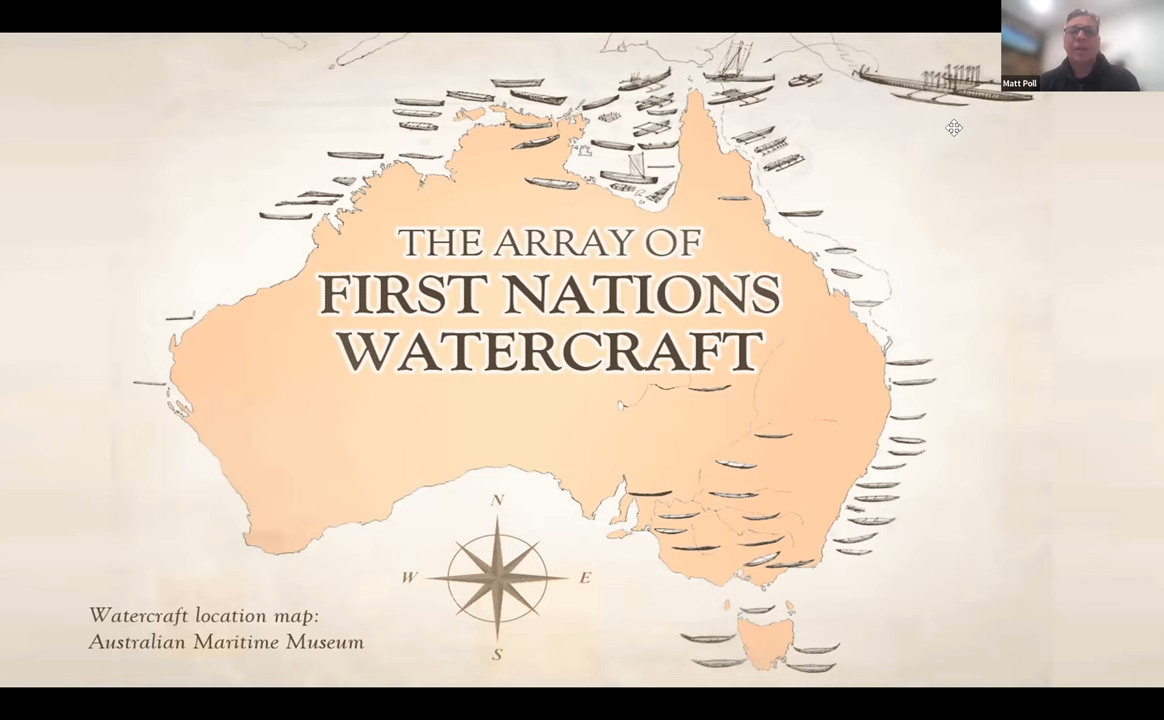 Matt Poll
THE ARRAY OF
FIRST NATIONS
WATERCRAFT
N
W
E
S
Watercraft location map:
Australian Maritime Museum